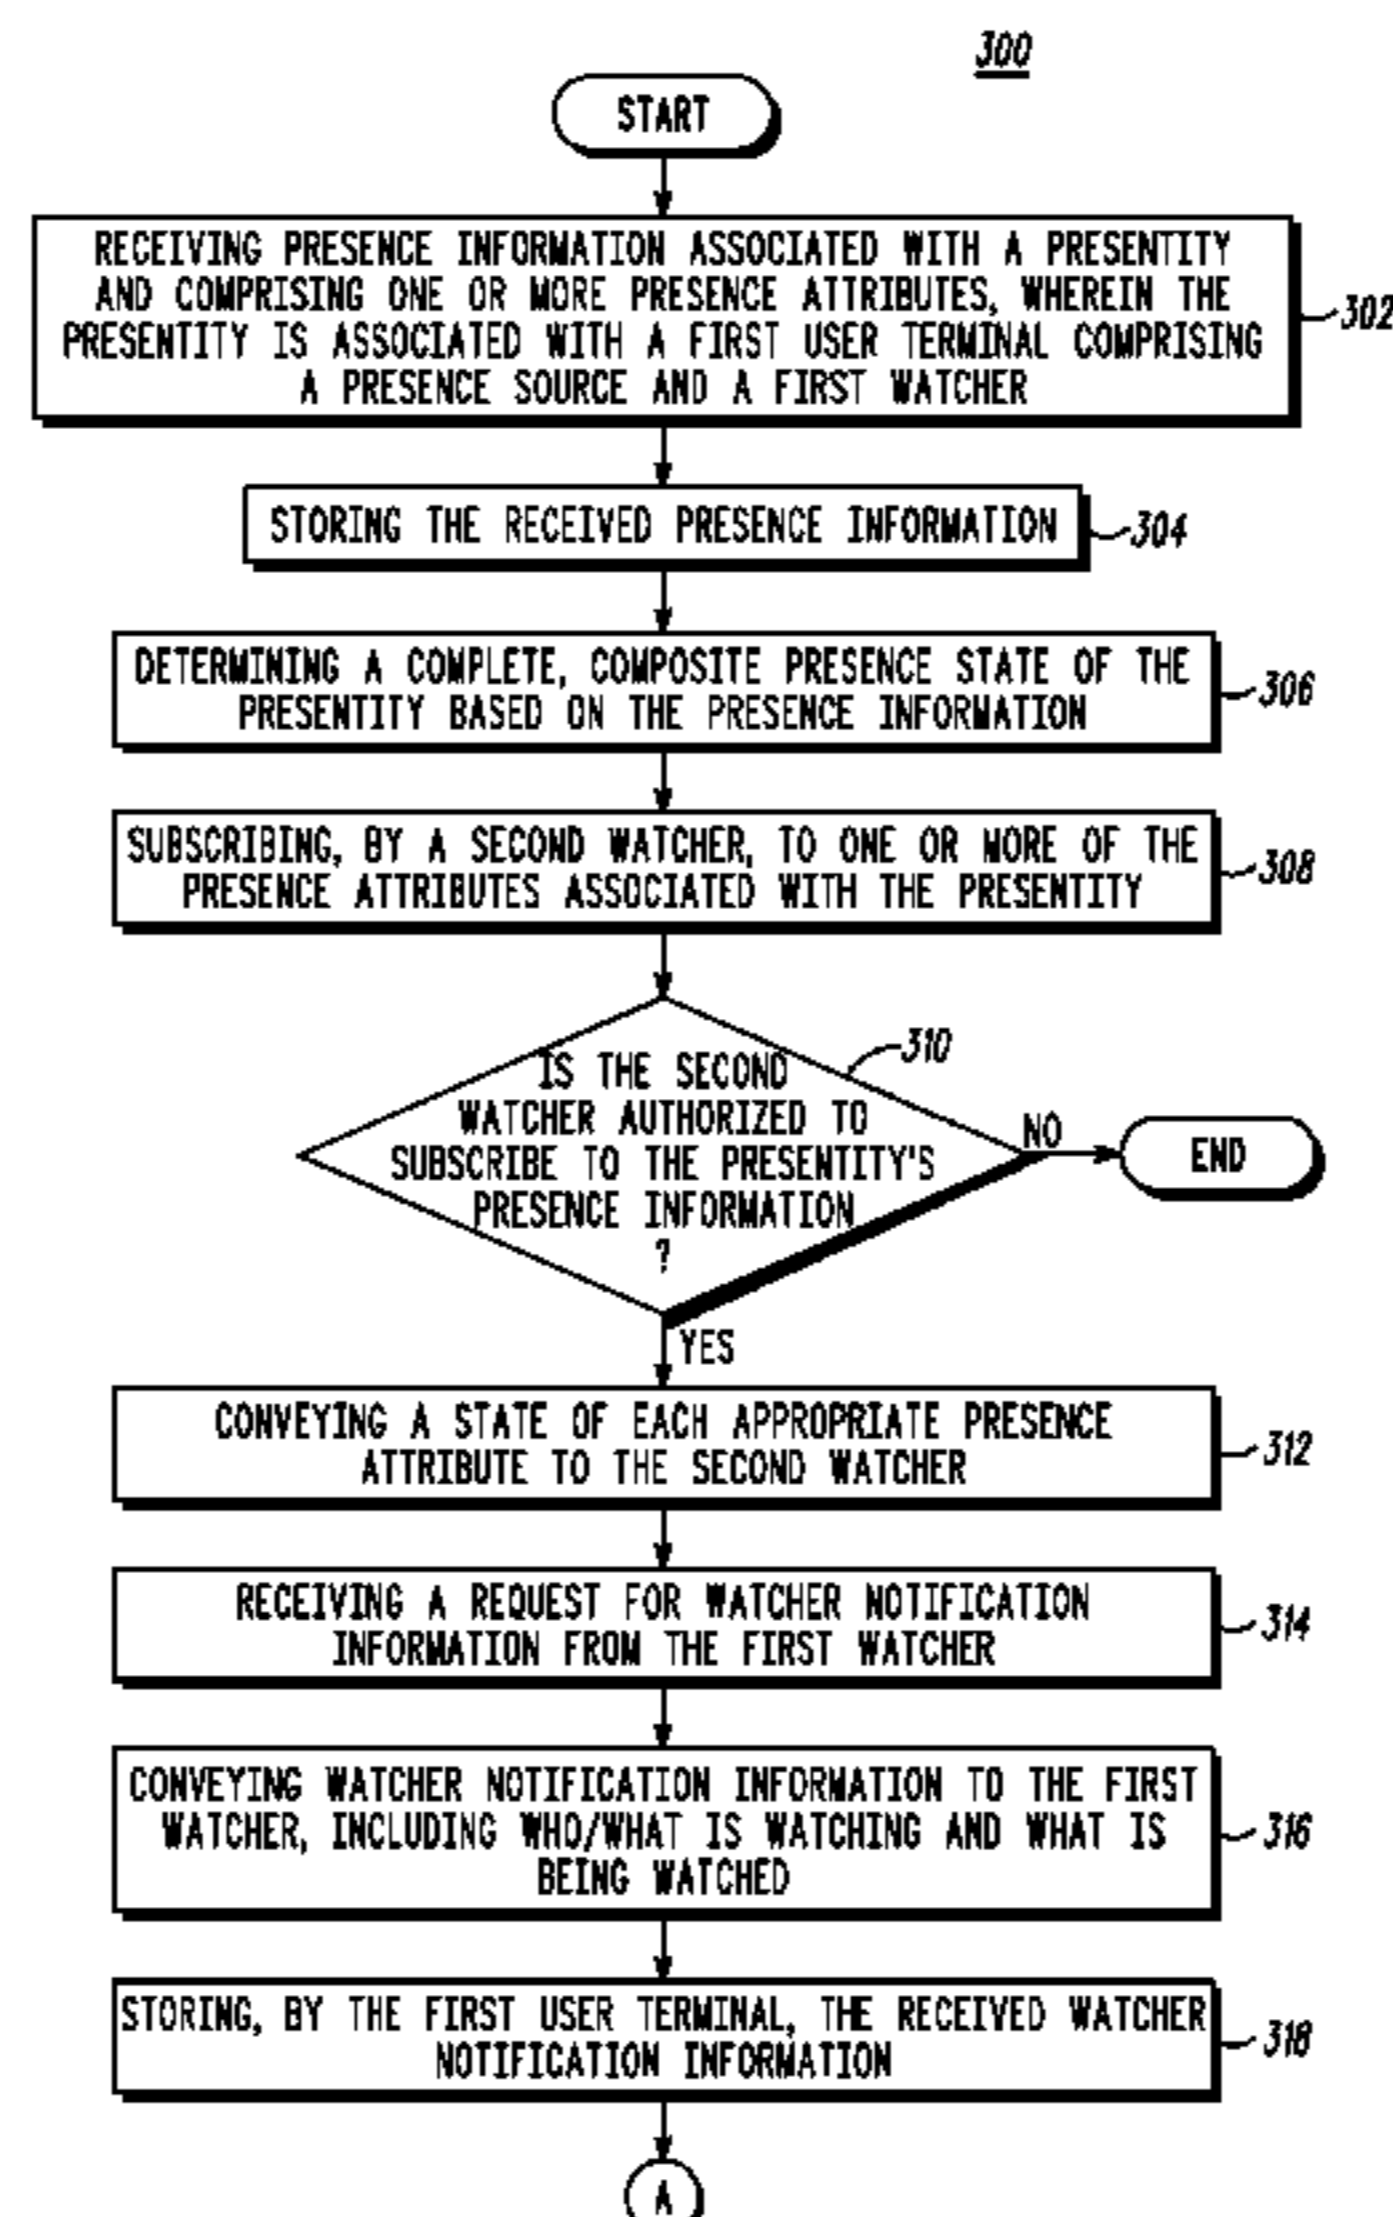 300
START
RECEIVING PRESENCE INFORMATION ASSOCIATED WITH A PRESENTITY
AND COMPRISING ONE OR MORE PRESENCE ATTRIBUTES, WHEREIN THE
PRESENTITY IS ASSOCIATED WITH A FIRST USER TERMINAL COMPRISING
A PRESENCE SOURCE AND A FIRST WATCHER
302
STORING THE RECEIVED PRESENCE INFORMATION
304
DETERMINING A COMPLETE, COMPOSITE PRESENCE STATE OF THE
PRESENTITY BASED ON THE PRESENCE INFORMATION
306
SUBSCRIBING, BY A SECOND WATCHER, TO ONE OR MORE OF THE
PRESENCE ATTRIBUTES ASSOCIATED WITH THE PRESENTITY
308
310
IS THE SECOND
WATCHER AUTHORIZED TO
SUBSCRIBE TO THE PRESENTITY'S
PRESENCE INFORMATION
?
NO
END
YES
CONVEYING A STATE OF EACH APPROPRIATE PRESENCE
ATTRIBUTE TO THE SECOND WATCHER
312
RECEIVING A REQUEST FOR WATCHER NOTIFICATION
INFORMATION FROM THE FIRST WATCHER
314
CONVEYING WATCHER NOTIFICATION INFORMATION TO THE FIRST
WATCHER, INCLUDING WHO/WHAT IS WATCHING AND WHAT IS
BEING WATCHED
316
STORING, BY THE FIRST USER TERMINAL, THE RECEIVED WATCHER
NOTIFICATION INFORMATION
318
A